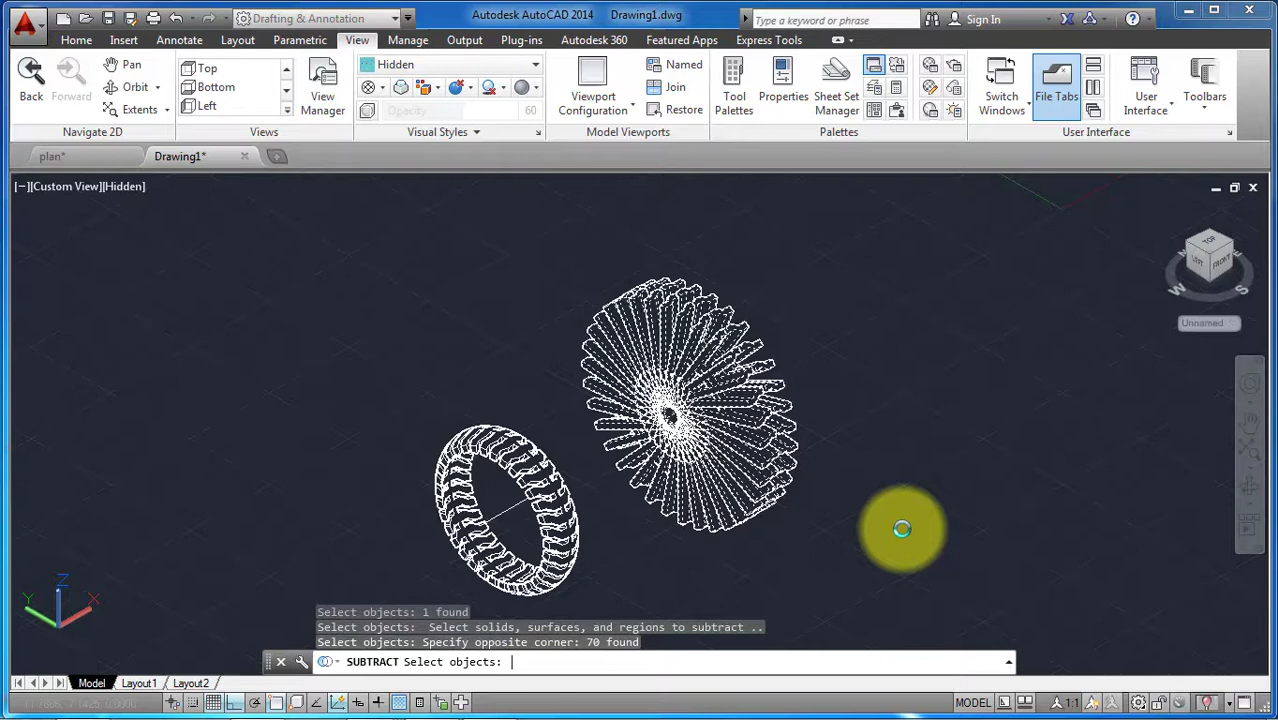 Drafting & Annotation
Autodesk AutoCAD 2014 Drawing1.dwg
Type a keyword or phrase
Sign In
Home Insert Annotate Layout Parametric View Manage Output Plug-ins Autodesk 360 Featured Apps Express Tools
Back
Forward
Pan
Orbit
Extents
Navigate 2D
Top
Bottom
Left
View Manager
Views
Hidden
Opacity 60
Visual Styles
Viewport Configuration
Named
Join
Restore
Model Viewports
Tool Palettes
Properties
Sheet Set Manager
Palettes
Switch Windows
File Tabs
User Interface
Toolbars
User Interface
plan*
Drawing1*
[−][Custom View][Hidden]
TOP
LEFT
FRONT
W
S
Unnamed
Z
Y
X
Select objects: 1 found
Select objects:  Select solids, surfaces, and regions to subtract ..
Select objects: Specify opposite corner: 70 found
SUBTRACT Select objects:
Model Layout1 Layout2
MODEL
1:1